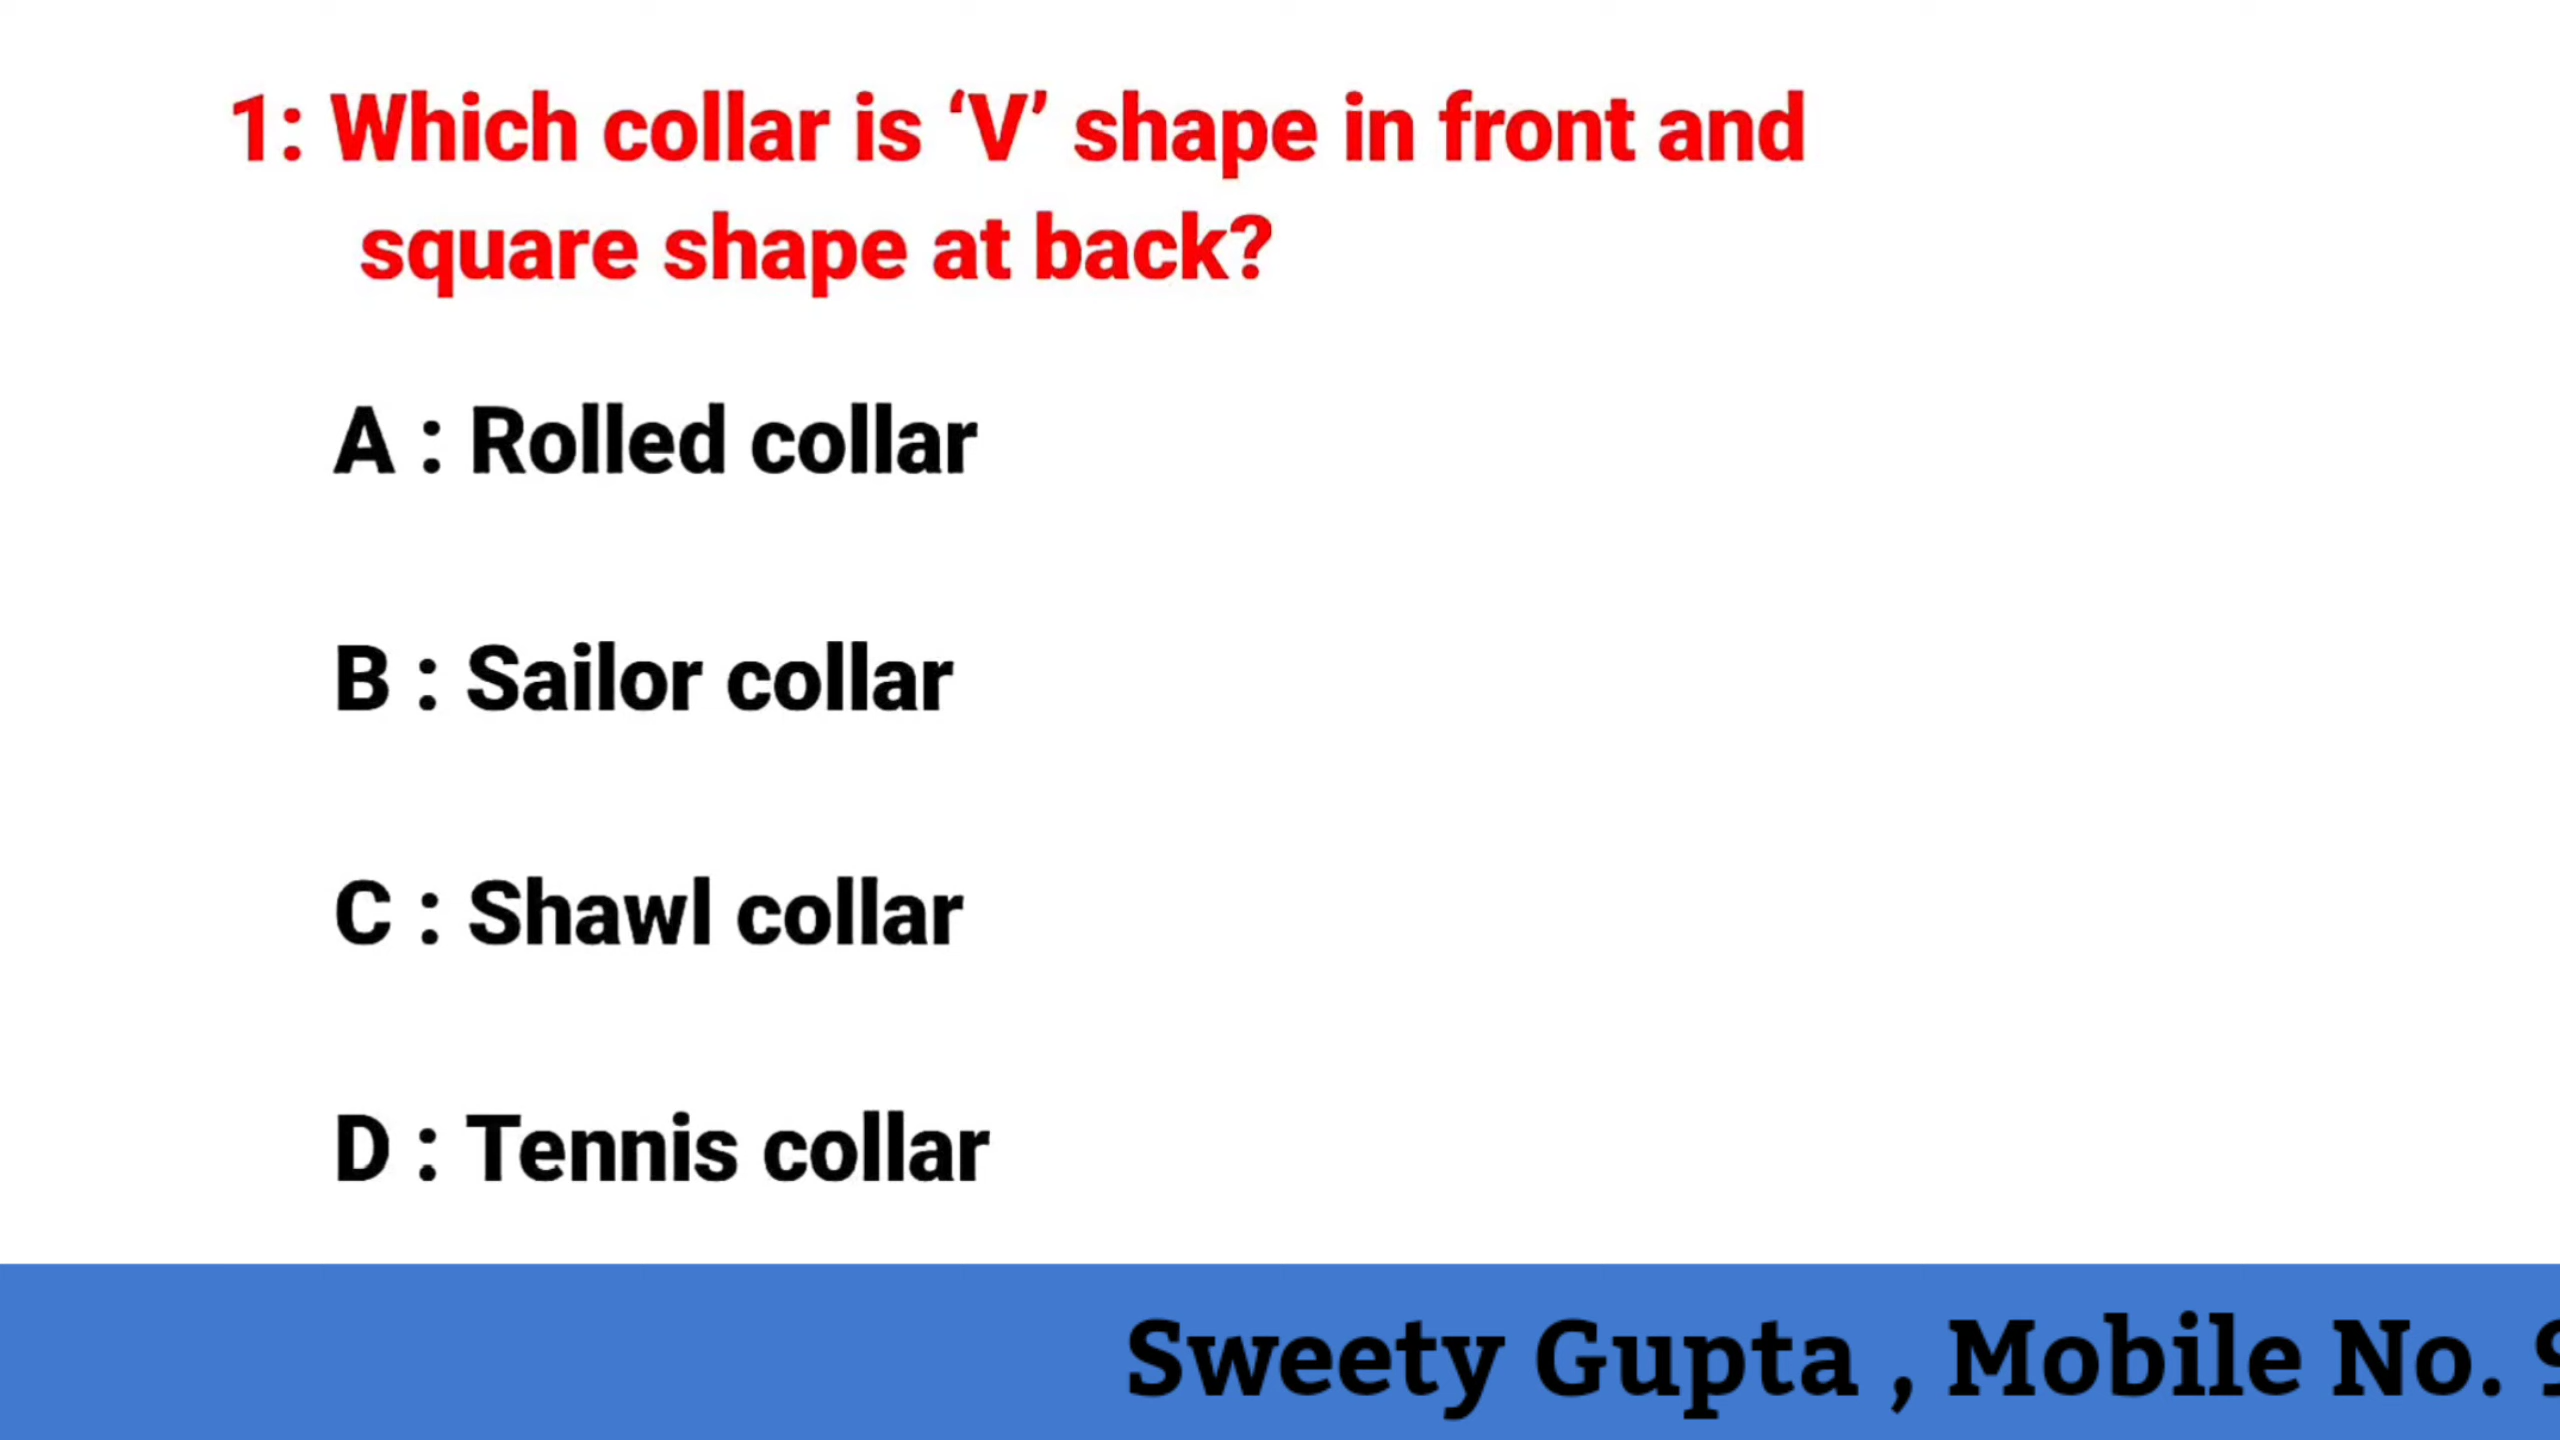 1: Which collar is ‘V’ shape in front and
square shape at back?
A : Rolled collar
B : Sailor collar
C : Shawl collar
D : Tennis collar
Sweety Gupta , Mobile No.